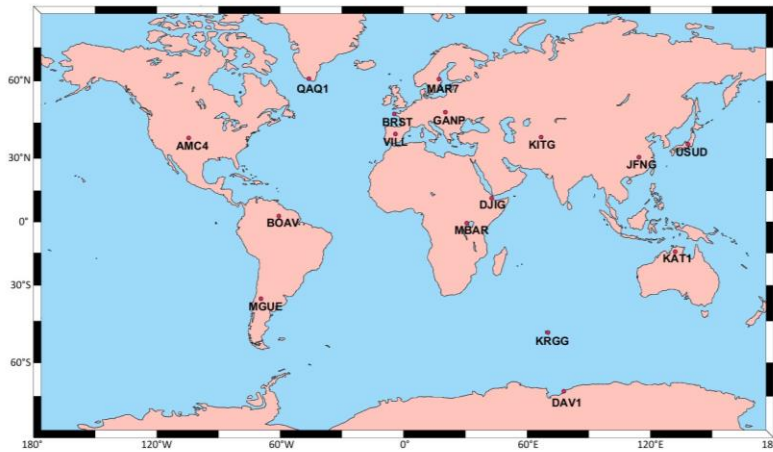 60°N
QAQ1
MAR7
GANP
BRST
VILL
AMC4
KITG
USUD
JFNG
30°N
DJIG
0°
BOAV
MBAR
KAT1
30°S
MGUE
KRGG
60°S
DAV1
180°
120°W
60°W
0°
60°E
120°E